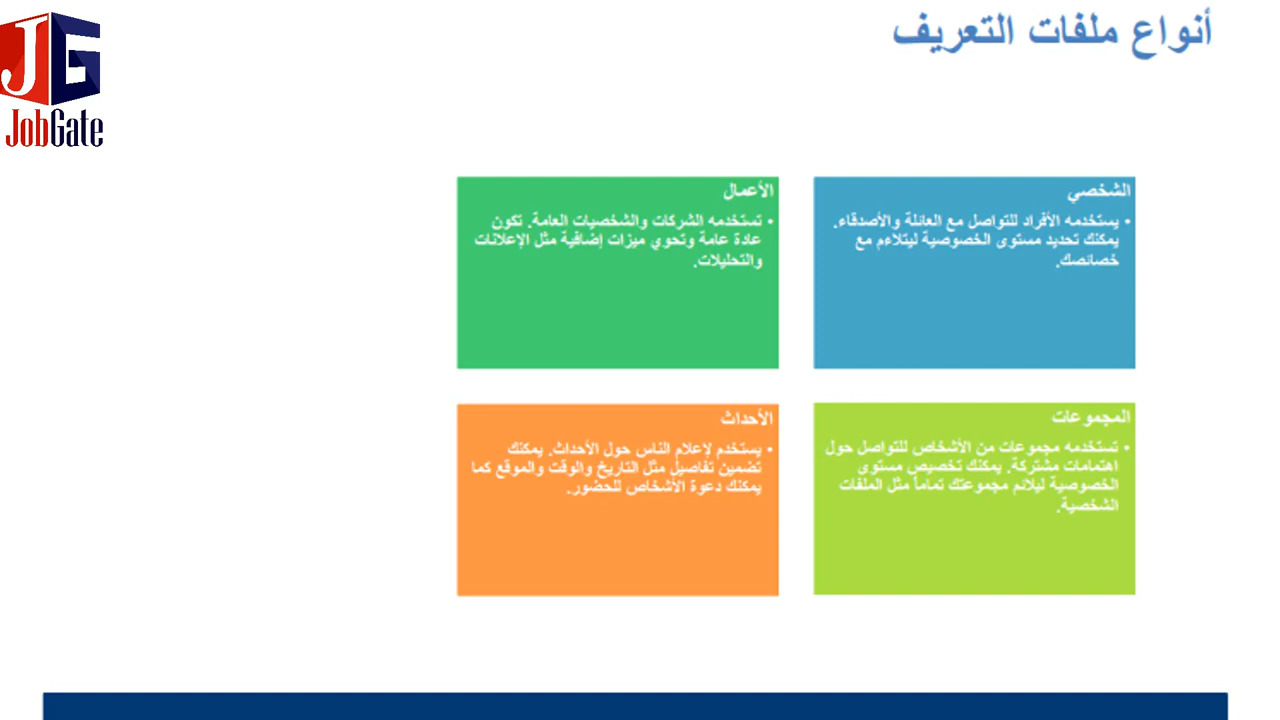 أنواع ملفات التعريف
JG
JobGate
الشخصي
• يستخدمه الأفراد للتواصل مع العائلة والأصدقاء.
يمكنك تحديد مستوى الخصوصية ليتلاءم مع
خصائصك.
الأعمال
• تستخدمه الشركات والشخصيات العامة. تكون
عادة عامة وتحوي ميزات إضافية مثل الإعلانات
والتحليلات.
المجموعات
• تستخدمه مجموعات من الأشخاص للتواصل حول
اهتمامات مشتركة. يمكنك تخصيص مستوى
الخصوصية ليلائم مجموعتك تماماً مثل الملفات
الشخصية.
الأحداث
• يستخدم لإعلام الناس حول الأحداث. يمكنك
تضمين تفاصيل مثل التاريخ والوقت والموقع كما
يمكنك دعوة الأشخاص للحضور.